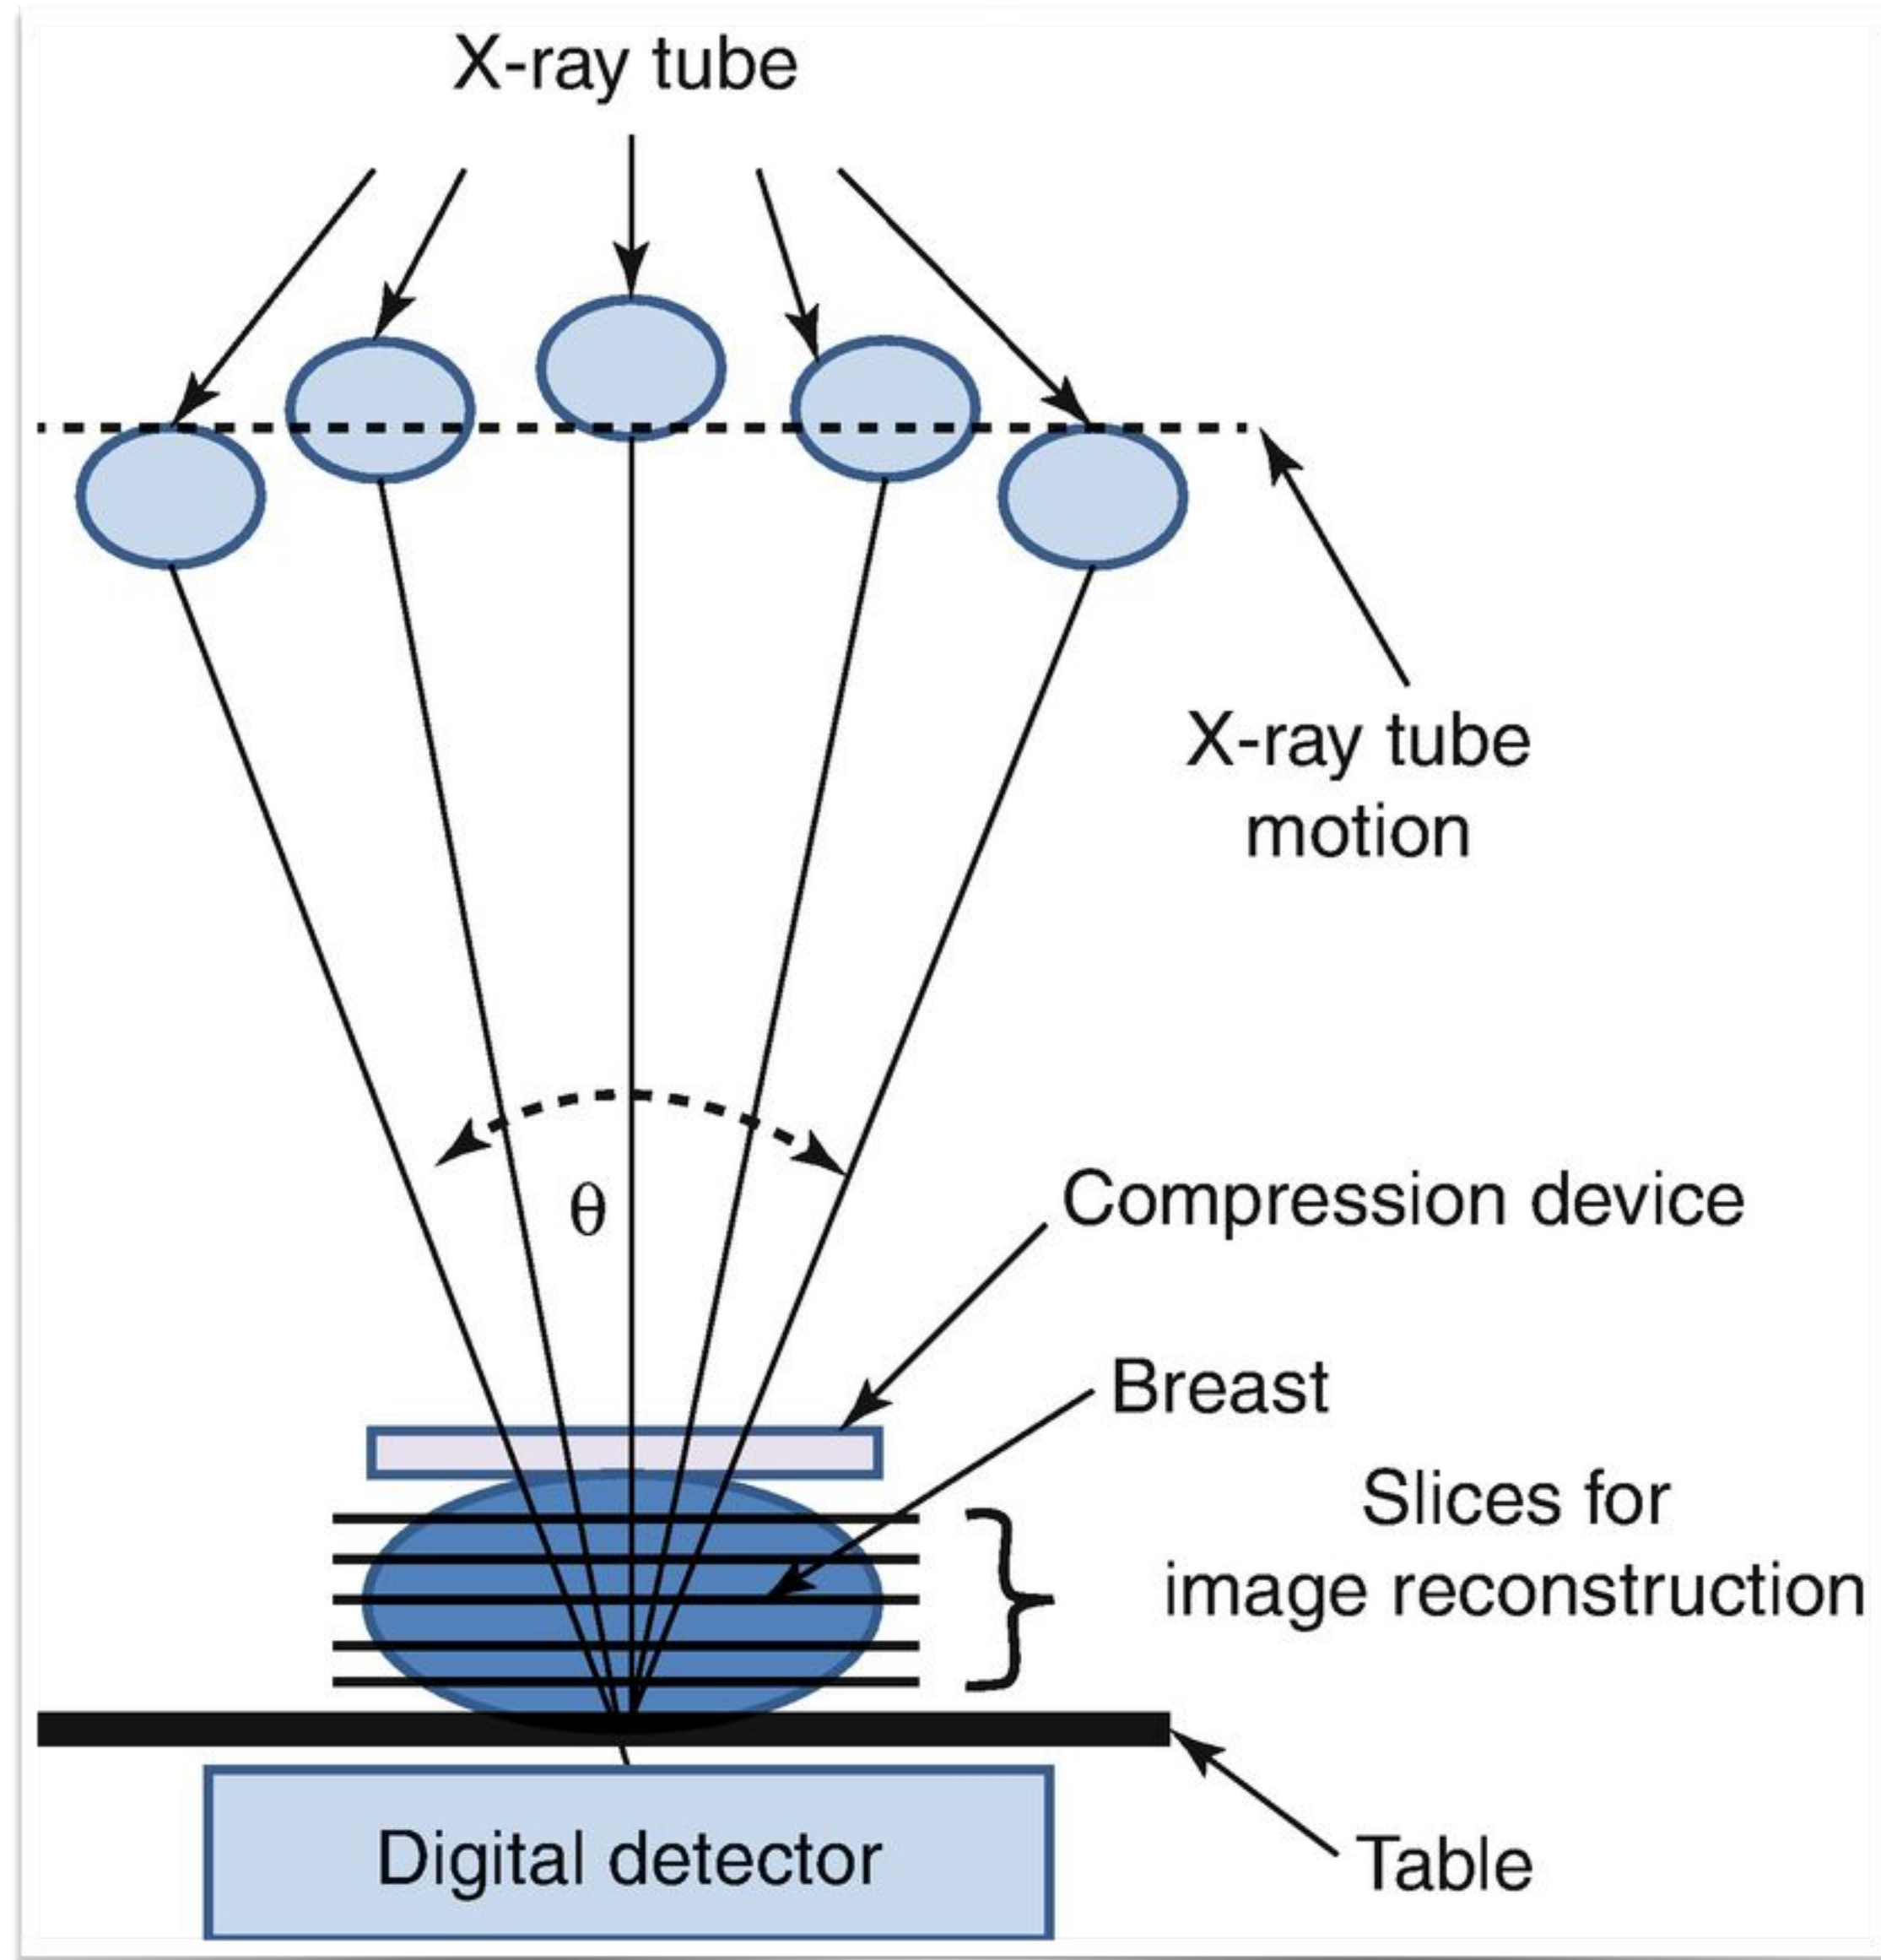 X-ray tube
X-ray tube
motion
θ
Compression device
Breast
Slices for
image reconstruction
Digital detector
Table